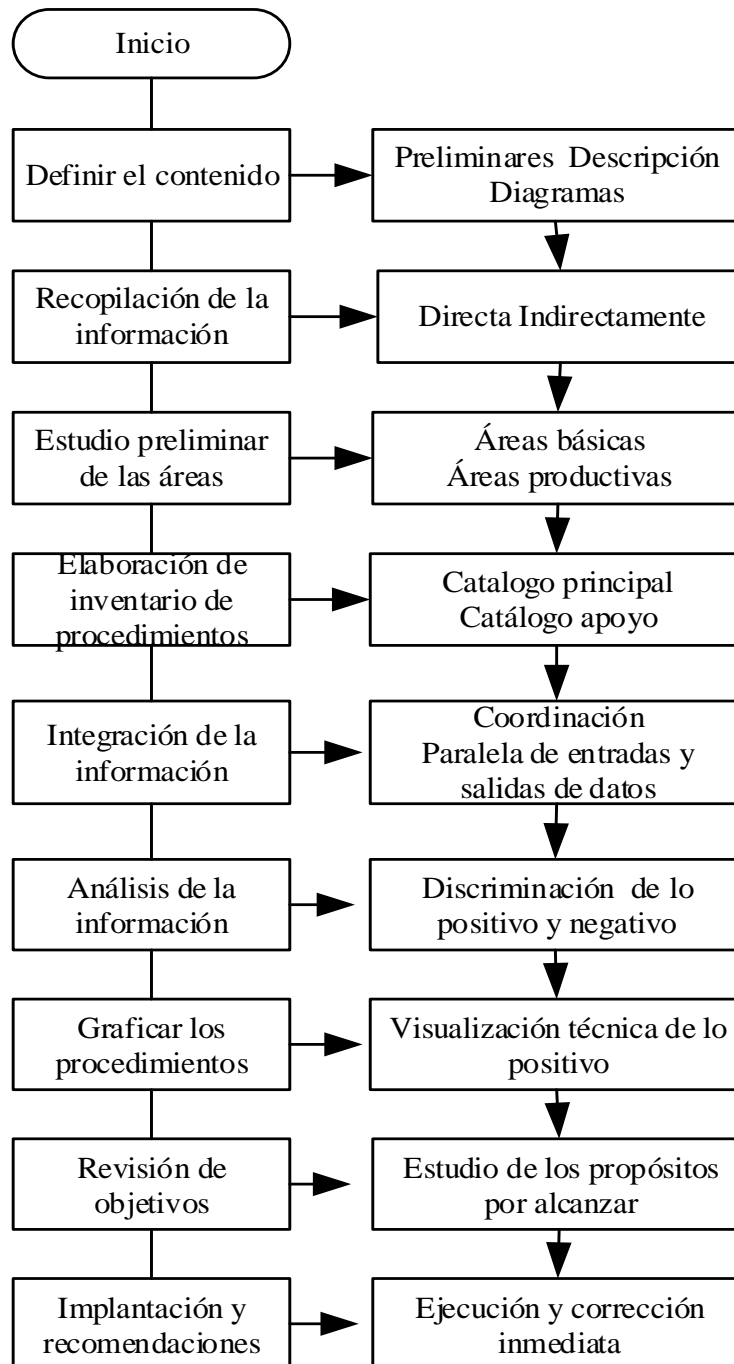 Inicio
Definir el contenido
Preliminares Descripción
Diagramas
Recopilación de la
información
Directa Indirectamente
Estudio preliminar
de las áreas
Áreas básicas
Áreas productivas
Elaboración de
inventario de
procedimientos
Catalogo principal
Catálogo apoyo
Integración de la
información
Coordinación
Paralela de entradas y
salidas de datos
Análisis de la
información
Discriminación de lo
positivo y negativo
Graficar los
procedimientos
Visualización técnica de lo
positivo
Revisión de
objetivos
Estudio de los propósitos
por alcanzar
Implantación y
recomendaciones
Ejecución y corrección
inmediata